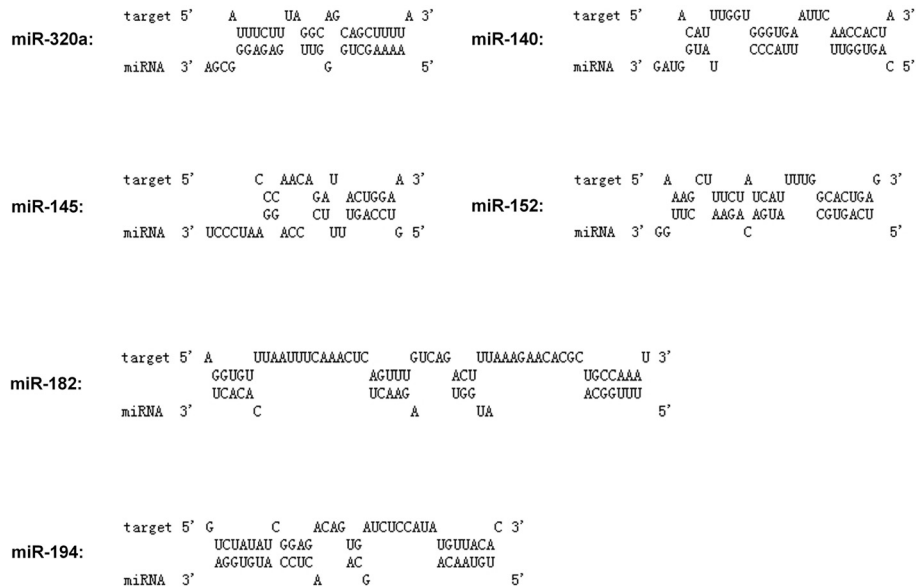 target 5' A UA AG A 3'
UUUCUU GGC CAGCUUUU
miR-320a:
GGAGAG UUG GUCGAAAA
miRNA 3' AGCG G 5'
target 5' A UUGGU AUUC A 3'
CAU GGGUGA AACCACU
miR-140:
GUA CCCAUU UUGGUGA
miRNA 3' GAUG U C 5'
target 5' C AACA U A 3'
CC GA ACUGGA
miR-145:
GG CU UGACCU
miRNA 3' UCCCUAA ACC UU G 5'
target 5' A CU A UUUG G 3'
AAG UUCU UCAU GCACUGA
miR-152:
UUC AAGA AGUA CGUGACU
miRNA 3' GG C 5'
target 5' A UUAAUUUCAAACUC GUCAG UUAAAGAACACGC U 3'
GGUGU AGUUU ACU UGCCAAA
miR-182:
UCACA UCAAG UGG ACGGUUU
miRNA 3' C A UA 5'
target 5' G C ACAG AUCUCCAUA C 3'
UCUAUAU GGAG UG UGUUACA
miR-194:
AGGUGUA CCUC AC ACAAUGU
miRNA 3' A G 5'